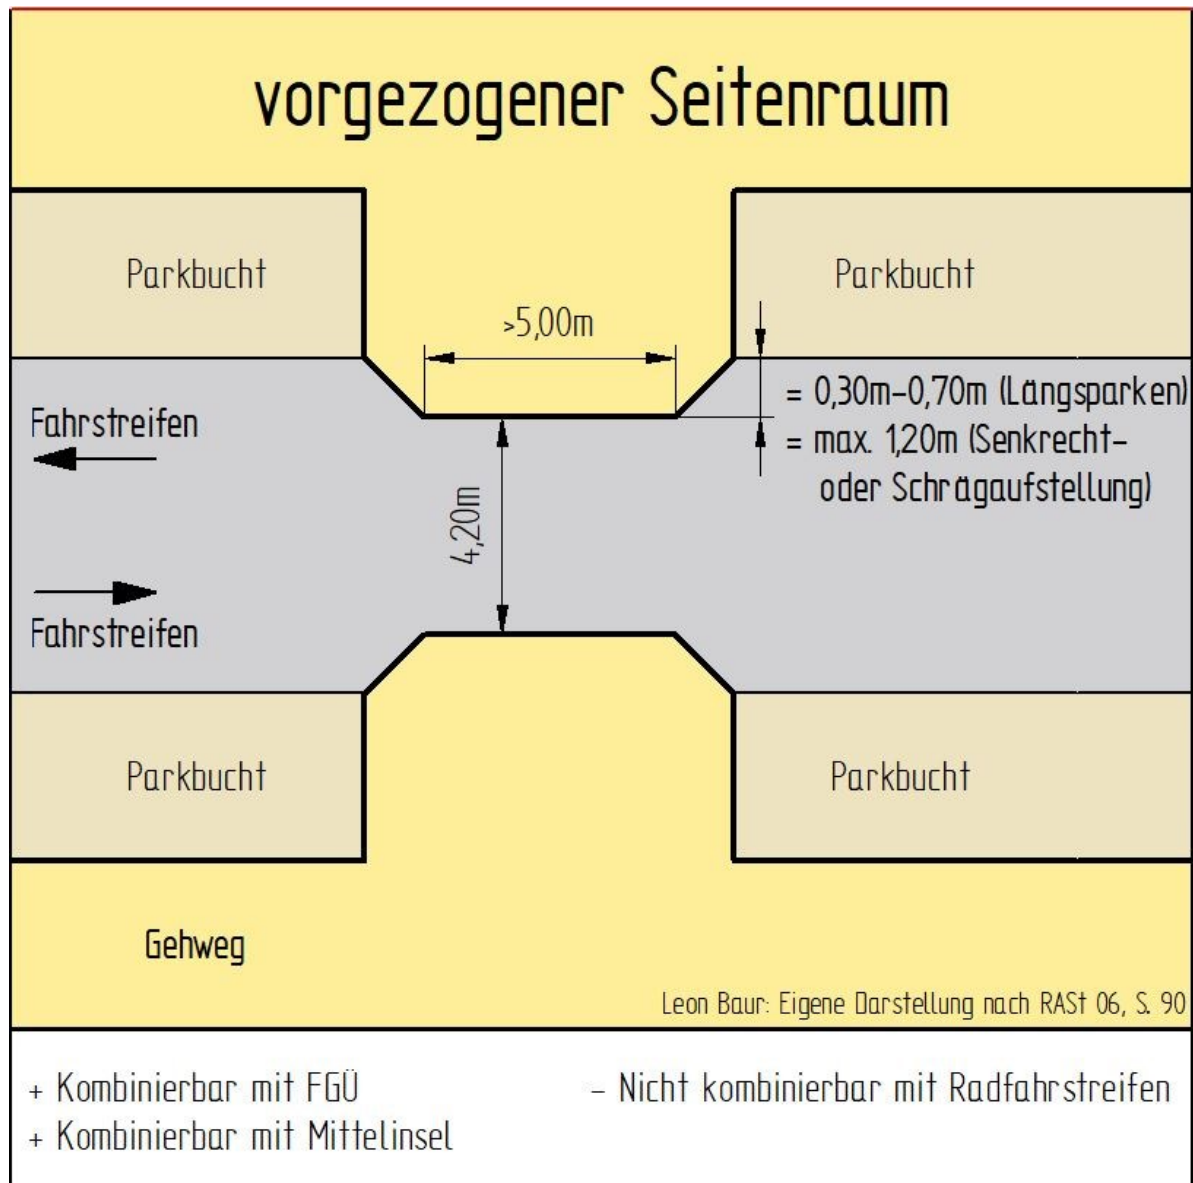 vorgezogener Seitenraum
Parkbucht
Parkbucht
>5,00m
= 0,30m-0,70m (Längsparken)
= max. 1,20m (Senkrecht-
oder Schrägaufstellung)
Fahrstreifen
4,20m
Fahrstreifen
Parkbucht
Parkbucht
Gehweg
Leon Baur: Eigene Darstellung nach RASt 06, S. 90
+ Kombinierbar mit FGÜ
- Nicht kombinierbar mit Radfahrstreifen
+ Kombinierbar mit Mittelinsel